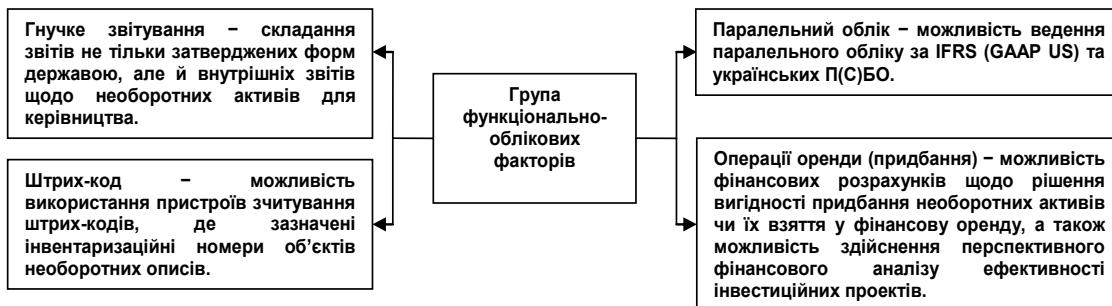 Гнучке звітування – складання
звітів не тільки затверджених форм
державою, але й внутрішніх звітів
щодо необоротних активів для
керівництва.
Штрих-код – можливість
використання пристроїв зчитування
штрих-кодів, де зазначені
інвентаризаційні номери об’єктів
необоротних описів.
Група
функціонально-
облікових
факторів
Паралельний облік – можливість ведення
паралельного обліку за IFRS (GAAP US) та
українських П(С)БО.
Операції оренди (придбання) – можливість
фінансових розрахунків щодо рішення
вигідності придбання необоротних активів
чи їх взяття у фінансову оренду, а також
можливість здійснення перспективного
фінансового аналізу ефективності
інвестиційних проектів.